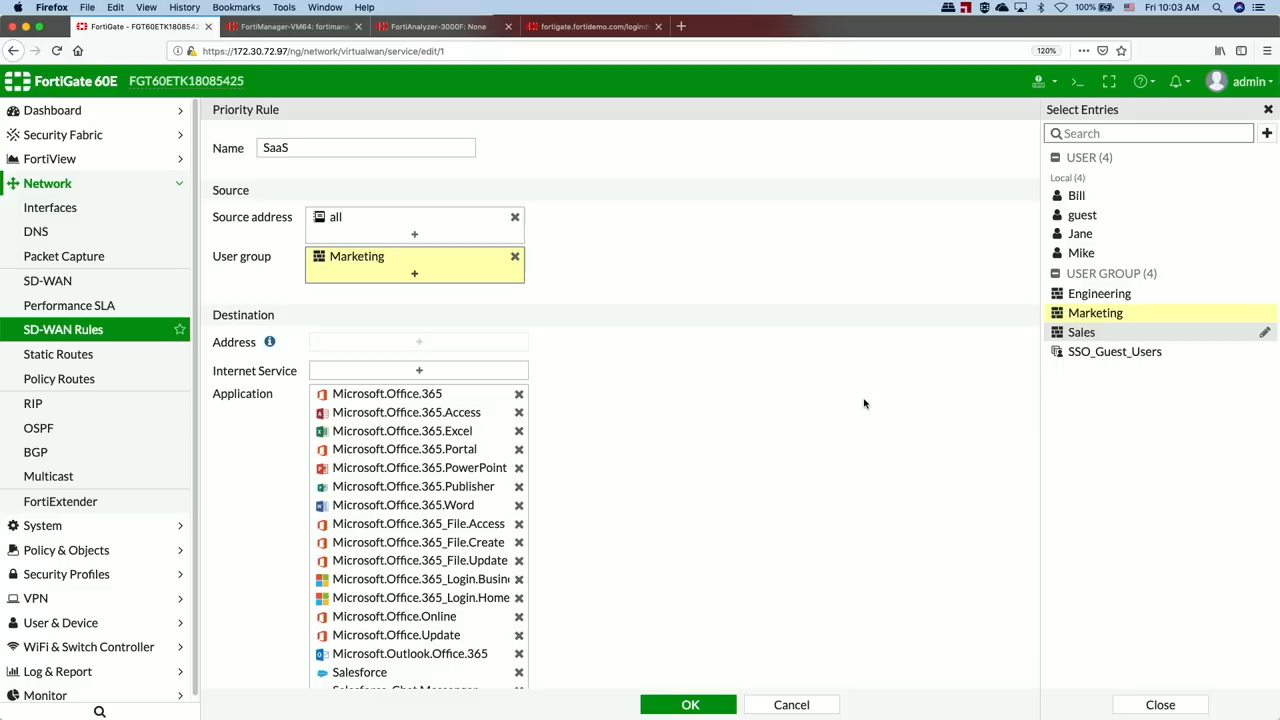 Firefox File Edit View History Bookmarks Tools Window Help 100% Fri 10:03 AM
FortiGate - FGT60ETK18085425 FortiManager-VM64: fortimana FortiAnalyzer-3000F: None fortigate.fortidemo.com/logind
https://172.30.72.97/ng/network/virtualwan/service/edit/1 120%
FortiGate 60E FGT60ETK18085425 admin
Dashboard
Security Fabric
FortiView
Network
Interfaces
DNS
Packet Capture
SD-WAN
Performance SLA
SD-WAN Rules
Static Routes
Policy Routes
RIP
OSPF
BGP
Multicast
FortiExtender
System
Policy & Objects
Security Profiles
VPN
User & Device
WiFi & Switch Controller
Log & Report
Monitor
Priority Rule
Name SaaS
Source
Source address all
+
User group Marketing
+
Destination
Address +
Internet Service +
Application Microsoft.Office.365
Microsoft.Office.365.Access
Microsoft.Office.365.Excel
Microsoft.Office.365.Portal
Microsoft.Office.365.PowerPoint
Microsoft.Office.365.Publisher
Microsoft.Office.365.Word
Microsoft.Office.365_File.Access
Microsoft.Office.365_File.Create
Microsoft.Office.365_File.Update
Microsoft.Office.365_Login.Busin
Microsoft.Office.365_Login.Home
Microsoft.Office.Online
Microsoft.Office.Update
Microsoft.Outlook.Office.365
Salesforce
OK Cancel
Select Entries
Search
USER (4)
Local (4)
Bill
guest
Jane
Mike
USER GROUP (4)
Engineering
Marketing
Sales
SSO_Guest_Users
Close